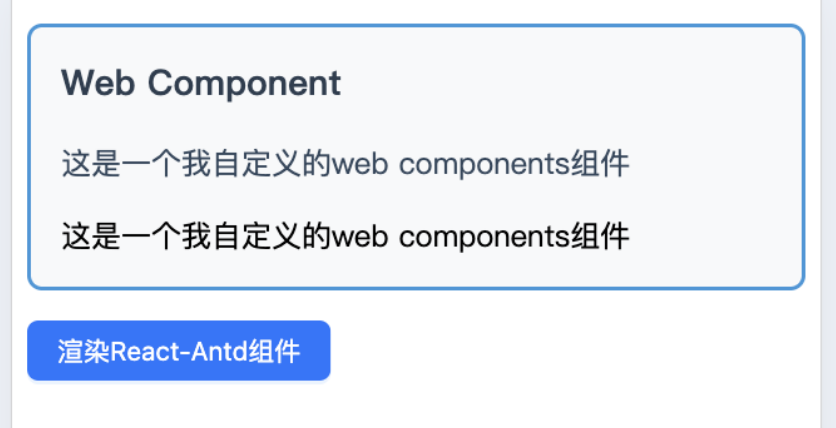 Web Component
这是一个我自定义的web components组件
这是一个我自定义的web components组件
渲染React-Antd组件